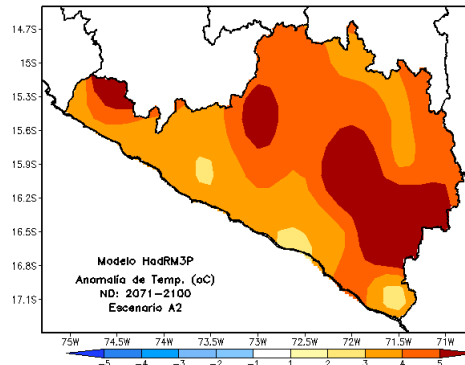 14.7S
15S
15.3S
15.6S
15.9S
16.2S
16.5S
16.8S
17.1S
Modelo HadRM3P
Anomalía de Temp. (oC)
ND: 2071-2100
Escenario A2
75W 74.5W 74W 73.5W 73W 72.5W 72W 71.5W 71W
-5 -4 -3 -2 -1 1 2 3 4 5